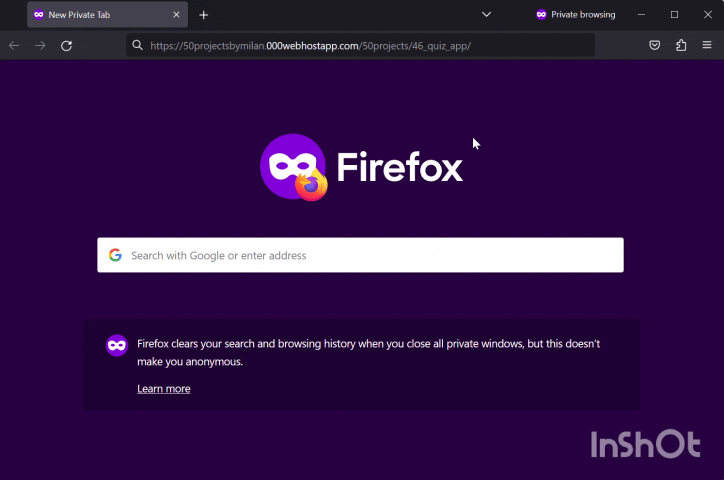 New Private Tab
Private browsing
https://50projectsbymilan.000webhostapp.com/50projects/46_quiz_app/
Firefox
Search with Google or enter address
Firefox clears your search and browsing history when you close all private windows, but this doesn't
make you anonymous.
Learn more
InShOt